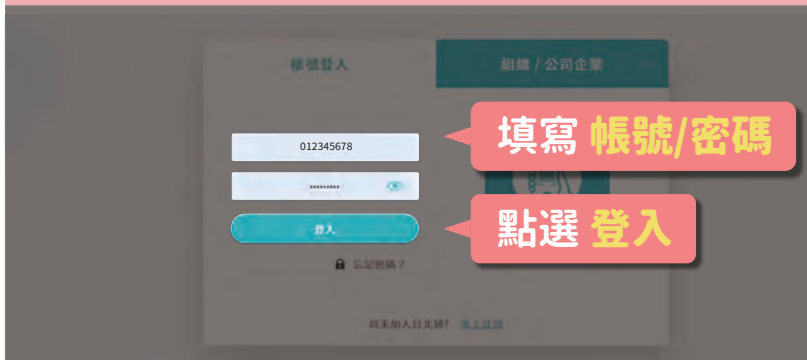 帳號登入
組織 / 公司企業
012345678
填寫 帳號/密碼
登入
點選 登入
忘記密碼？
尚未加入台北通? 馬上註冊